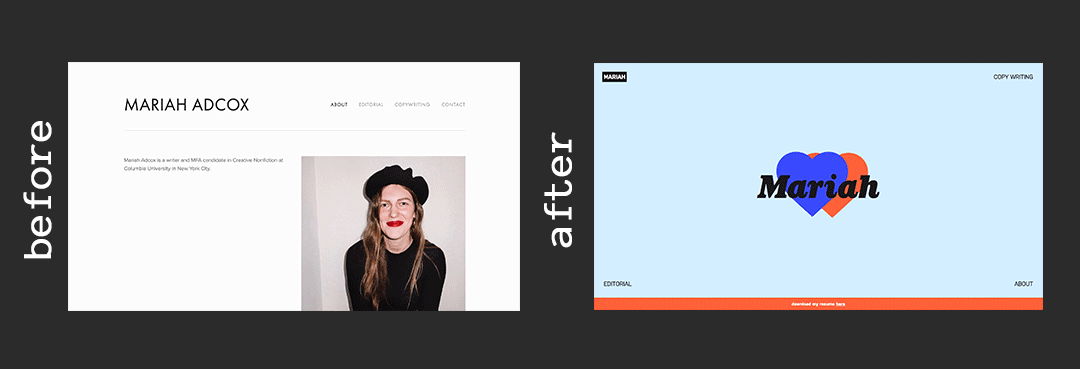 before
MARIAH ADCOX
ABOUT EDITORIAL COPYWRITING CONTACT
Mariah Adcox is a writer and MFA candidate in Creative Nonfiction at
Columbia University in New York City.
after
MARIAH
COPY WRITING
Mariah
EDITORIAL
ABOUT
download my resume here